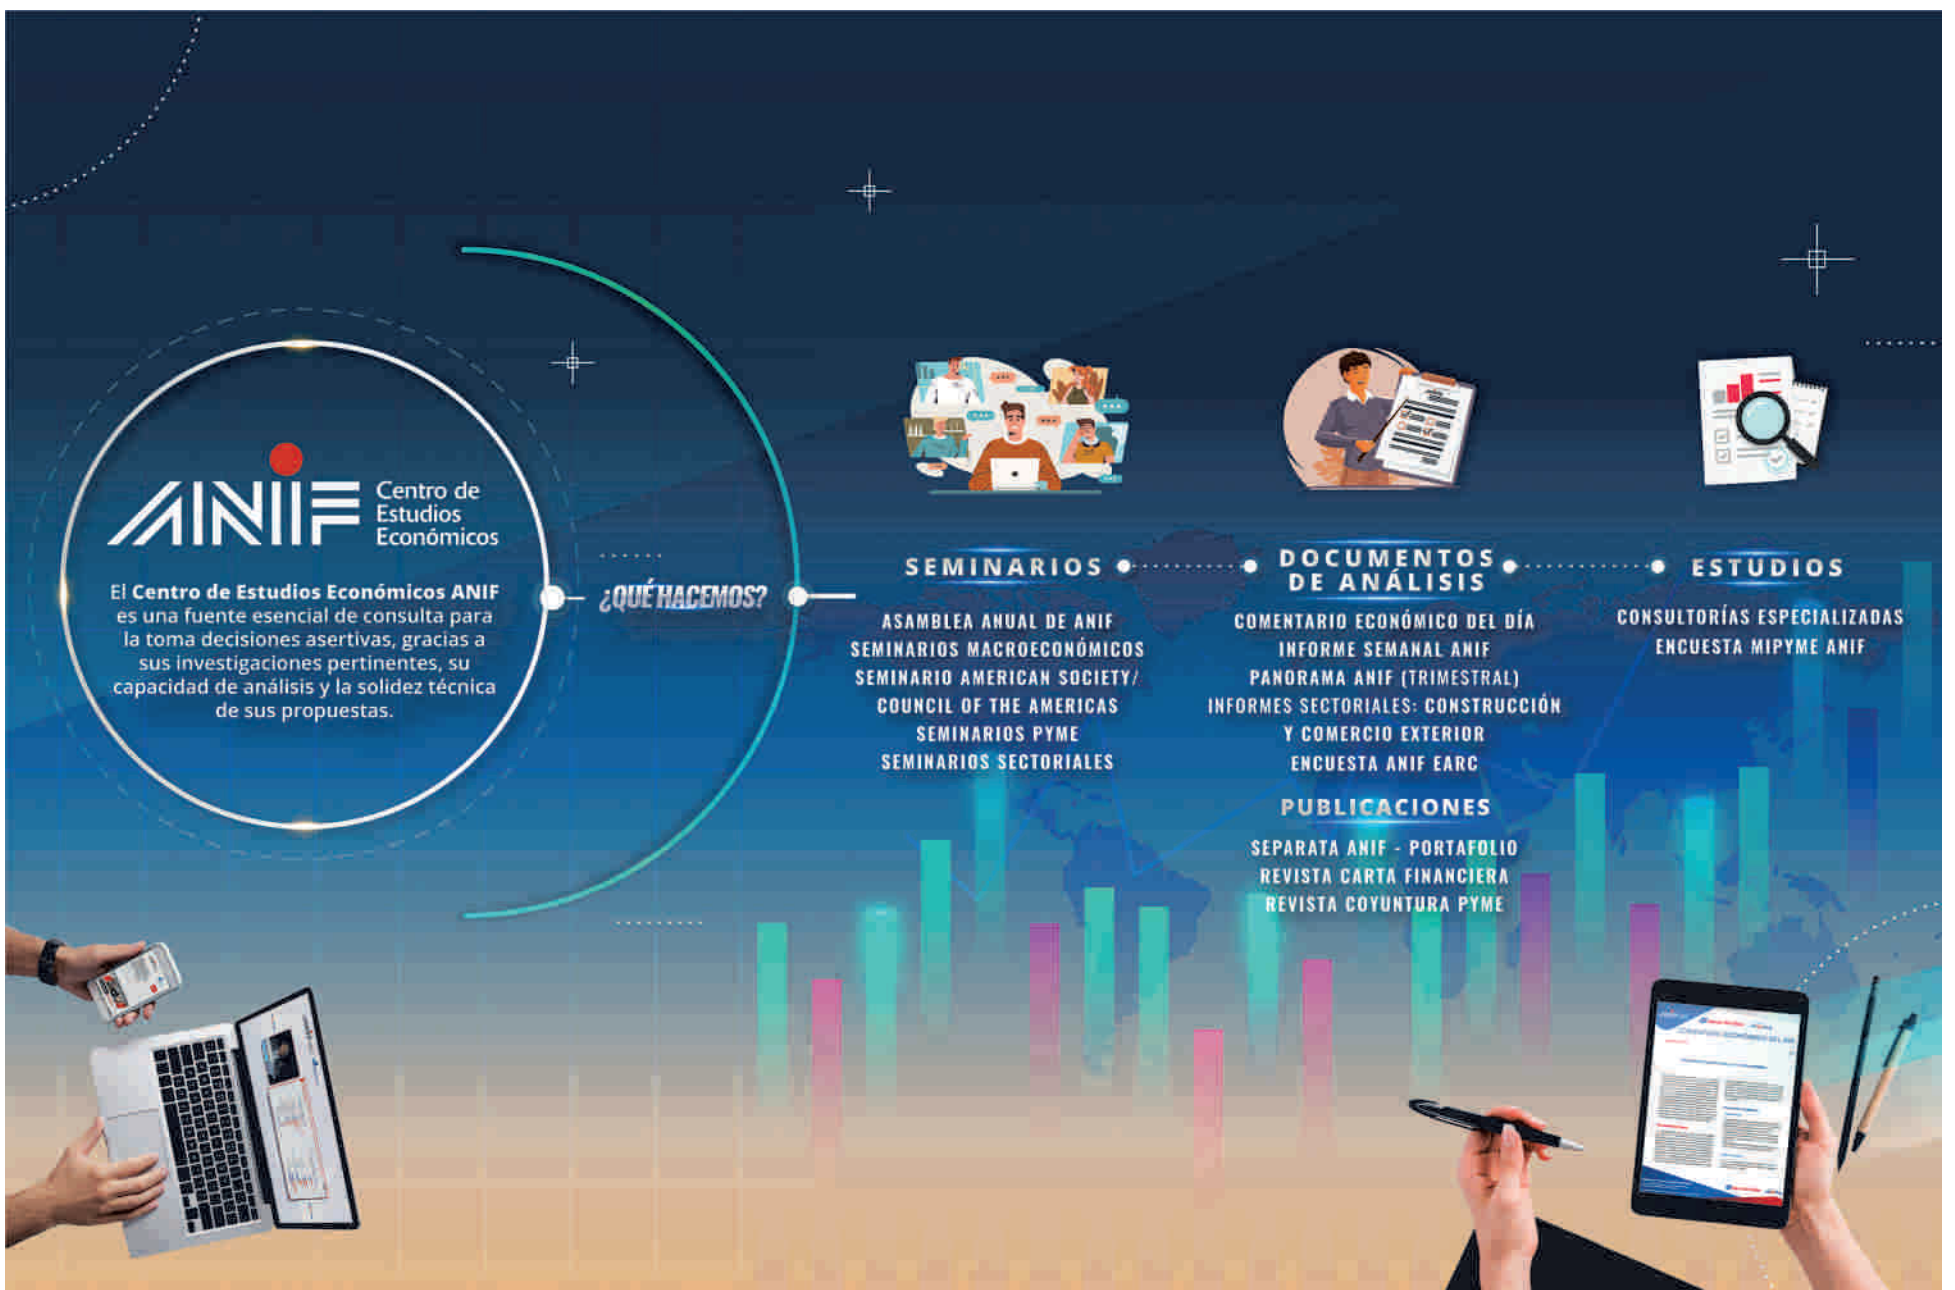 ANIF
Centro de
Estudios
Económicos
El Centro de Estudios Económicos ANIF
es una fuente esencial de consulta para
la toma decisiones asertivas, gracias a
sus investigaciones pertinentes, su
capacidad de análisis y la solidez técnica
de sus propuestas.
¿QUÉ HACEMOS?
SEMINARIOS
ASAMBLEA ANUAL DE ANIF
SEMINARIOS MACROECONÓMICOS
SEMINARIO AMERICAN SOCIETY/
COUNCIL OF THE AMERICAS
SEMINARIOS PYME
SEMINARIOS SECTORIALES
DOCUMENTOS
DE ANÁLISIS
COMENTARIO ECONÓMICO DEL DÍA
INFORME SEMANAL ANIF
PANORAMA ANIF (TRIMESTRAL)
INFORMES SECTORIALES: CONSTRUCCIÓN
Y COMERCIO EXTERIOR
ENCUESTA ANIF EARC
PUBLICACIONES
SEPARATA ANIF - PORTAFOLIO
REVISTA CARTA FINANCIERA
REVISTA COYUNTURA PYME
ESTUDIOS
CONSULTORÍAS ESPECIALIZADAS
ENCUESTA MIPYME ANIF